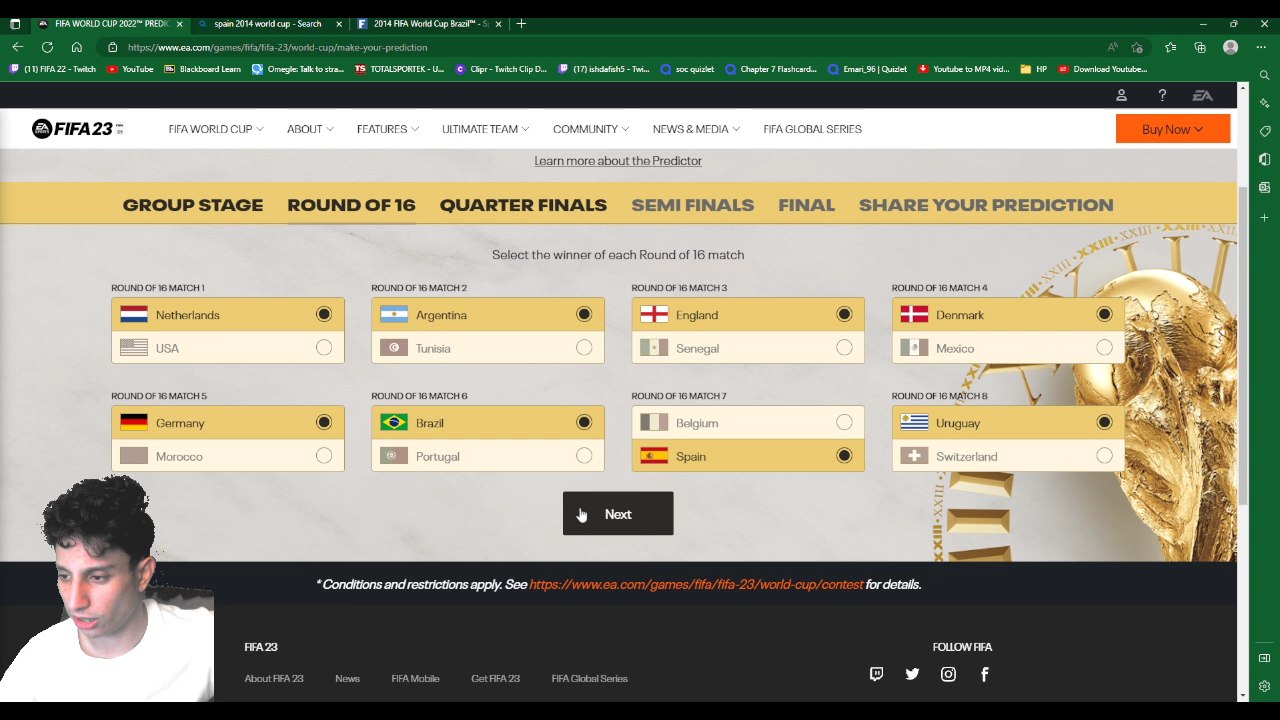 FIFA WORLD CUP 2022™ PREDI
spain 2014 world cup - Search
2014 FIFA World Cup Brazil™ - S
https://www.ea.com/games/fifa/fifa-23/world-cup/make-your-prediction
(11) FIFA 22 - Twitch
YouTube
Blackboard Learn
Omegle: Talk to stra...
TOTALSPORTEK - U...
Clipr - Twitch Clip D...
(17) ishdafish5 - Twi...
soc quizlet
Chapter 7 Flashcard...
Emari_96 | Quizlet
Youtube to MP4 vid...
HP
Download Youtube...
EA
EA SPORTS FIFA 23
FIFA WORLD CUP
ABOUT
FEATURES
ULTIMATE TEAM
COMMUNITY
NEWS & MEDIA
FIFA GLOBAL SERIES
Buy Now
Learn more about the Predictor
GROUP STAGE
ROUND OF 16
QUARTER FINALS
SEMI FINALS
FINAL
SHARE YOUR PREDICTION
Select the winner of each Round of 16 match
ROUND OF 16 MATCH 1
Netherlands
USA
ROUND OF 16 MATCH 2
Argentina
Tunisia
ROUND OF 16 MATCH 3
England
Senegal
ROUND OF 16 MATCH 4
Denmark
Mexico
ROUND OF 16 MATCH 5
Germany
Morocco
ROUND OF 16 MATCH 6
Brazil
Portugal
ROUND OF 16 MATCH 7
Belgium
Spain
ROUND OF 16 MATCH 8
Uruguay
Switzerland
Next
* Conditions and restrictions apply. See https://www.ea.com/games/fifa/fifa-23/world-cup/contest for details.
FIFA 23
About FIFA 23
News
FIFA Mobile
Get FIFA 23
FIFA Global Series
FOLLOW FIFA